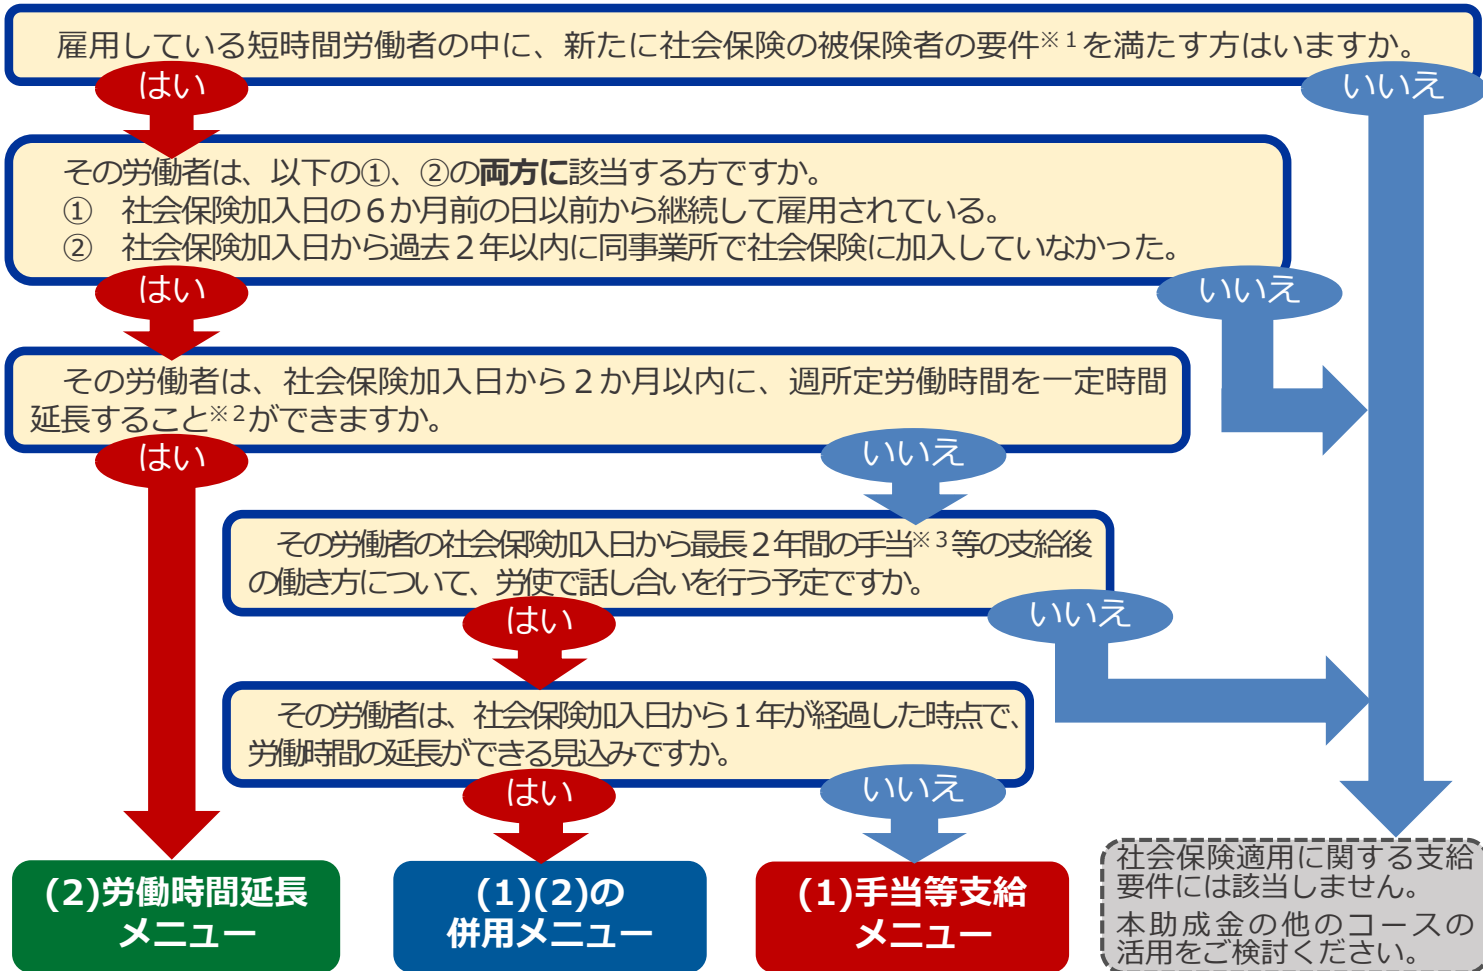 雇用している短時間労働者の中に、新たに社会保険の被保険者の要件※１を満たす方はいますか。
はい
いいえ
その労働者は、以下の①、②の両方に該当する方ですか。
①　社会保険加入日の６か月前の日以前から継続して雇用されている。
②　社会保険加入日から過去２年以内に同事業所で社会保険に加入していなかった。
はい
いいえ
その労働者は、社会保険加入日から２か月以内に、週所定労働時間を一定時間
延長すること※２ができますか。
はい
いいえ
その労働者の社会保険加入日から最長２年間の手当※３等の支給後
の働き方について、労使で話し合いを行う予定ですか。
はい
いいえ
その労働者は、社会保険加入日から１年が経過した時点で、
労働時間の延長ができる見込みですか。
はい
いいえ
(2)労働時間延長
メニュー
(1)(2)の
併用メニュー
(1)手当等支給
メニュー
社会保険適用に関する支給
要件には該当しません。
本助成金の他のコースの
活用をご検討ください。